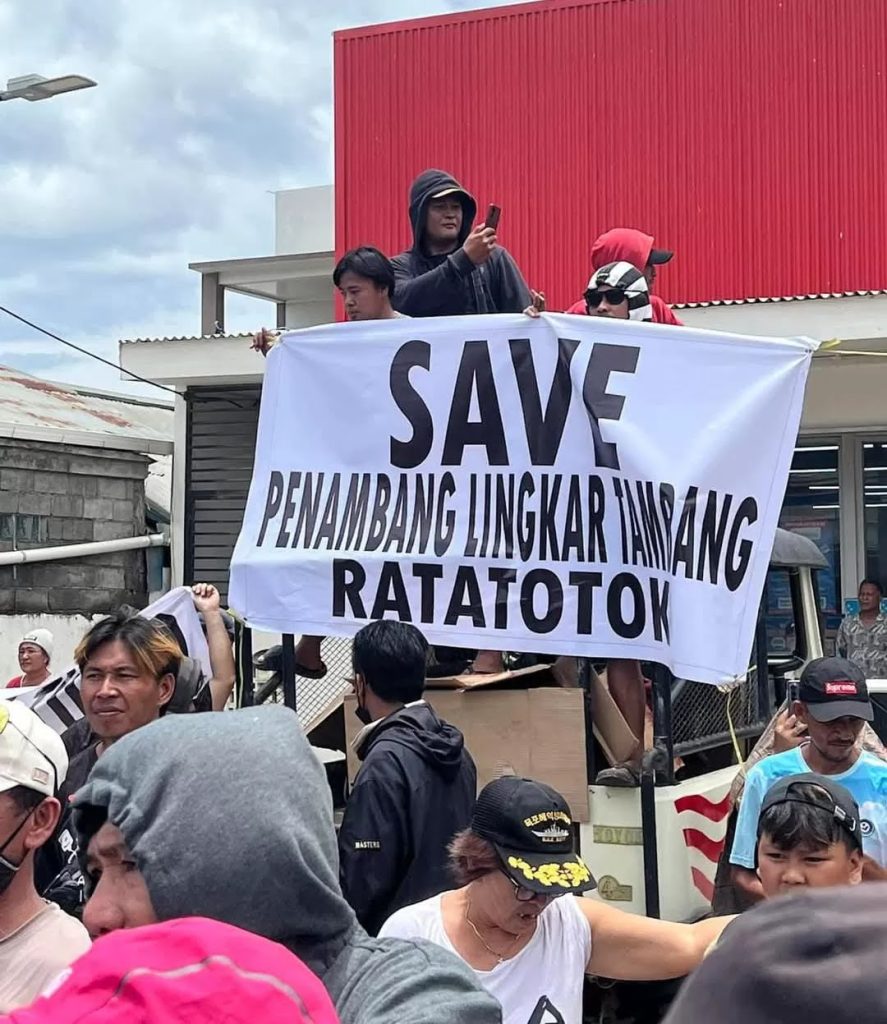 SAVE
PENAMBANG LINGKAR TAMBANG
RATATOTOK
MASTERS
Supreme